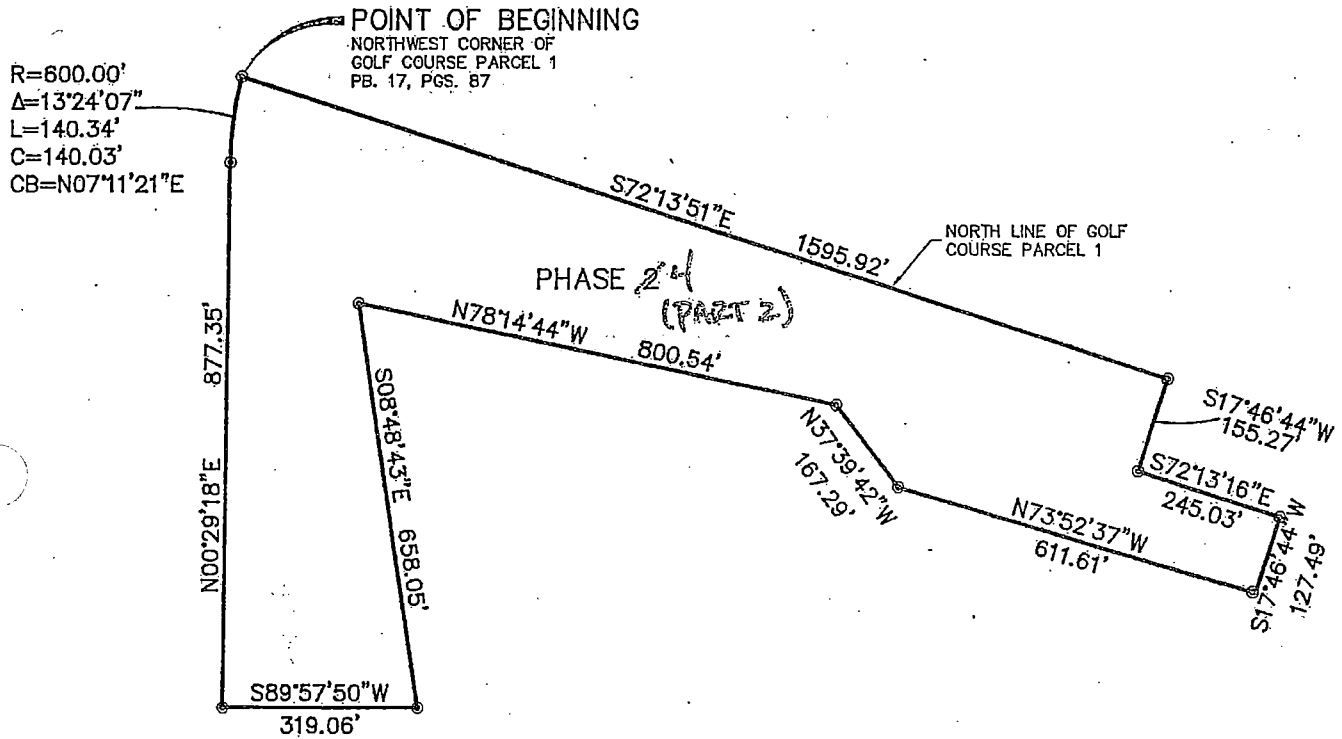 POINT OF BEGINNING
NORTHWEST CORNER OF
GOLF COURSE PARCEL 1
PB. 17, PGS. 87
R=600.00'
Δ=13°24'07"
L=140.34'
C=140.03'
CB=N07°11'21"E
S72°13'51"E
1595.92'
NORTH LINE OF GOLF
COURSE PARCEL 1
PHASE 4
(PART 2)
N78°14'44"W
800.54'
877.35'
N00°29'18"E
S08°48'43"E 658.05'
N37°39'42"W
167.29'
S17°46'44"W
155.27'
S72°13'16"E
245.03'
N73°52'37"W
611.61'
S17°46'44"W
127.49'
S89°57'50"W
319.06'